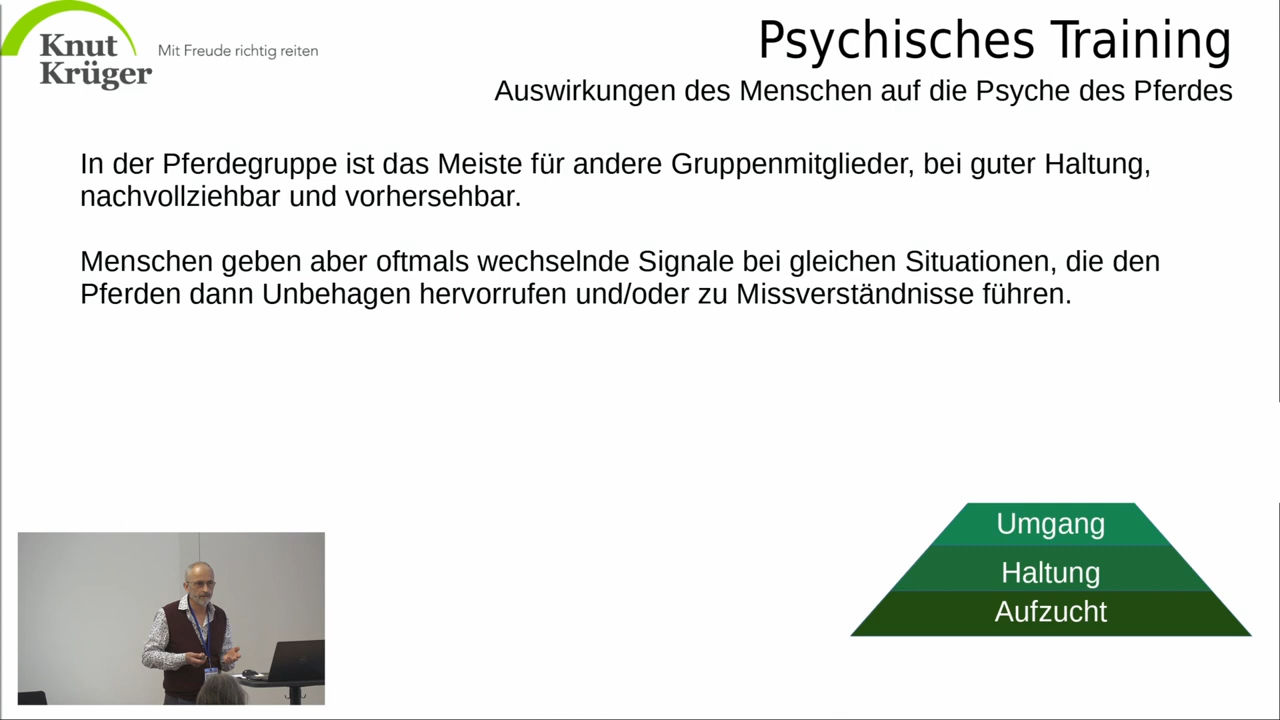 Knut
Krüger
Mit Freude richtig reiten
Psychisches Training
Auswirkungen des Menschen auf die Psyche des Pferdes
In der Pferdegruppe ist das Meiste für andere Gruppenmitglieder, bei guter Haltung,
nachvollziehbar und vorhersehbar.
Menschen geben aber oftmals wechselnde Signale bei gleichen Situationen, die den
Pferden dann Unbehagen hervorrufen und/oder zu Missverständnisse führen.
Umgang
Haltung
Aufzucht